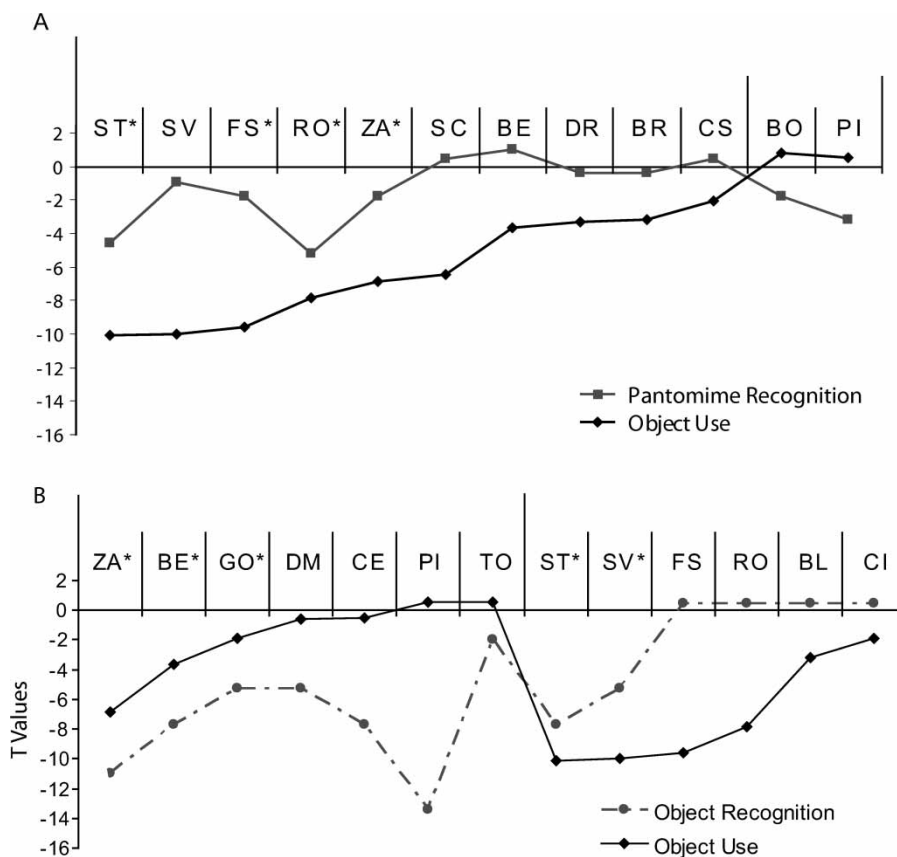 A
ST* SV FS* RO* ZA* SC BE DR BR CS BO PI
2
0
-2
-4
-6
-8
-10
-12
-14
-16
Pantomime Recognition
Object Use
B
ZA* BE* GO* DM CE PI TO ST* SV* FS RO BL CI
2
0
-2
-4
-6
-8
-10
-12
-14
-16
T Values
Object Recognition
Object Use